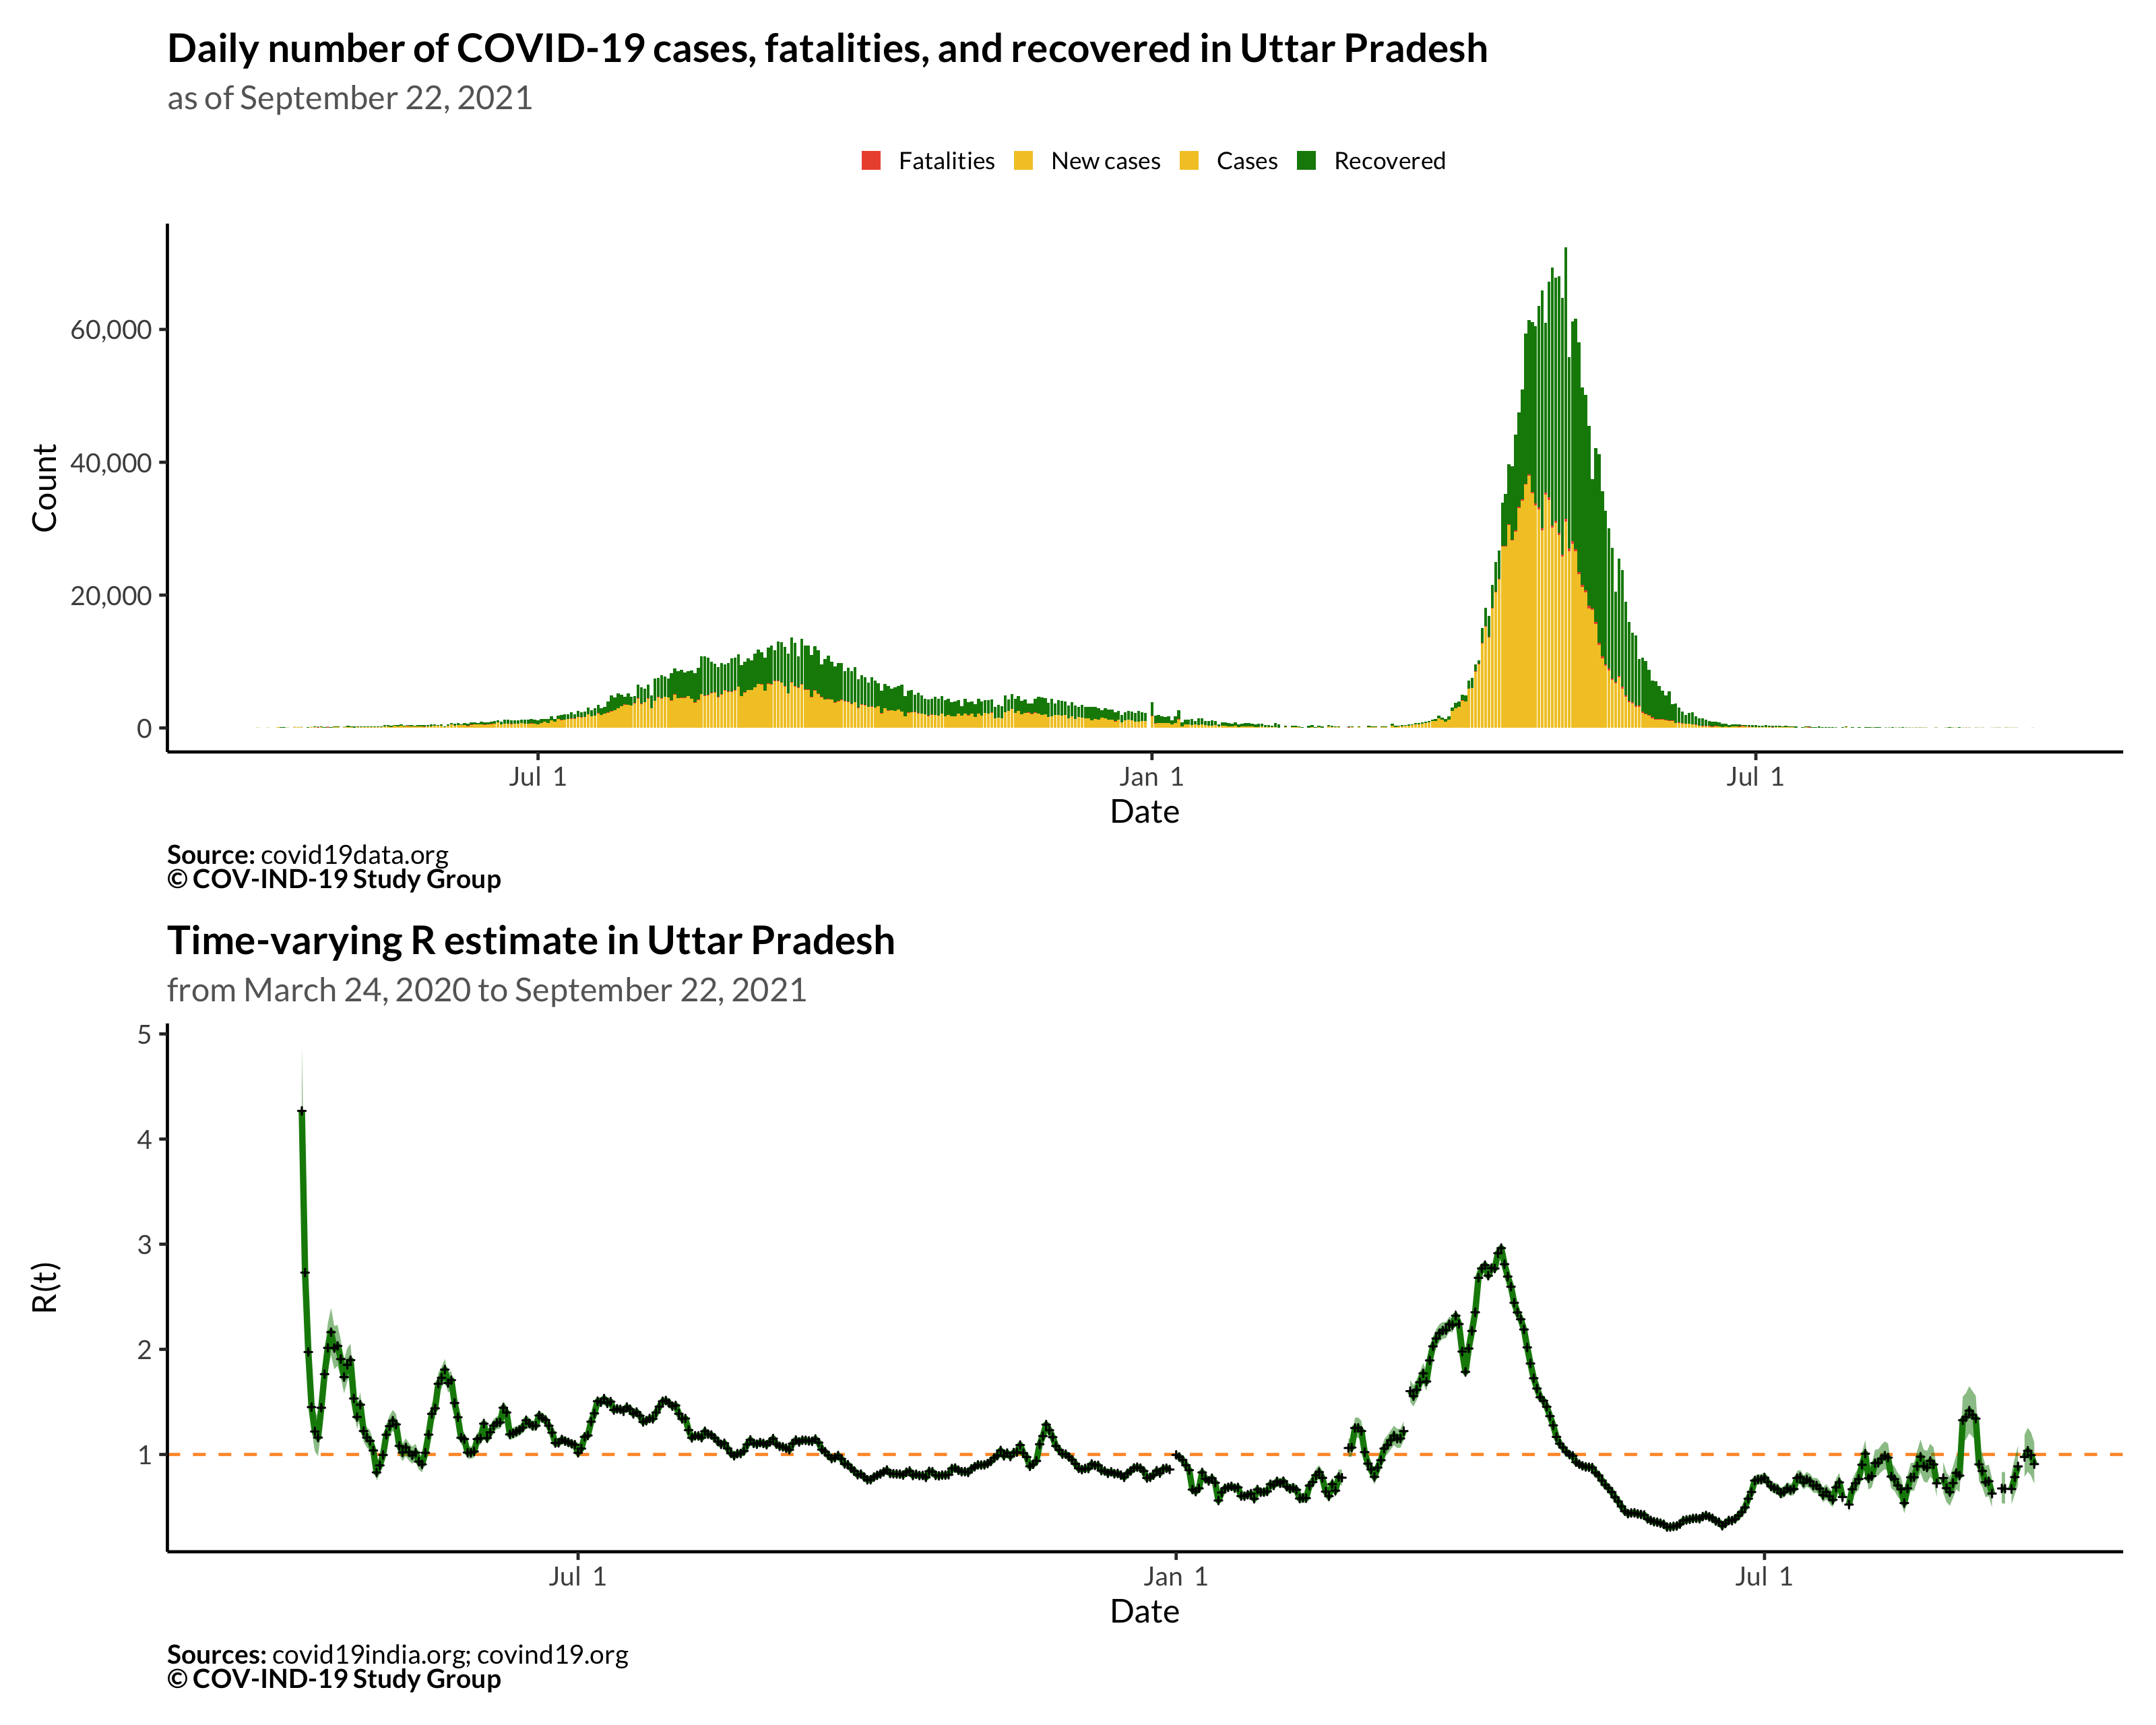 Daily number of COVID-19 cases, fatalities, and recovered in Uttar Pradesh
as of September 22, 2021
Fatalities New cases Cases Recovered
60,000
40,000
20,000
0
Count
Jul 1 Jan 1 Jul 1
Date
Source: covid19data.org
© COV-IND-19 Study Group
Time-varying R estimate in Uttar Pradesh
from March 24, 2020 to September 22, 2021
5
4
3
2
1
R(t)
Jul 1 Jan 1 Jul 1
Date
Sources: covid19india.org; covind19.org
© COV-IND-19 Study Group